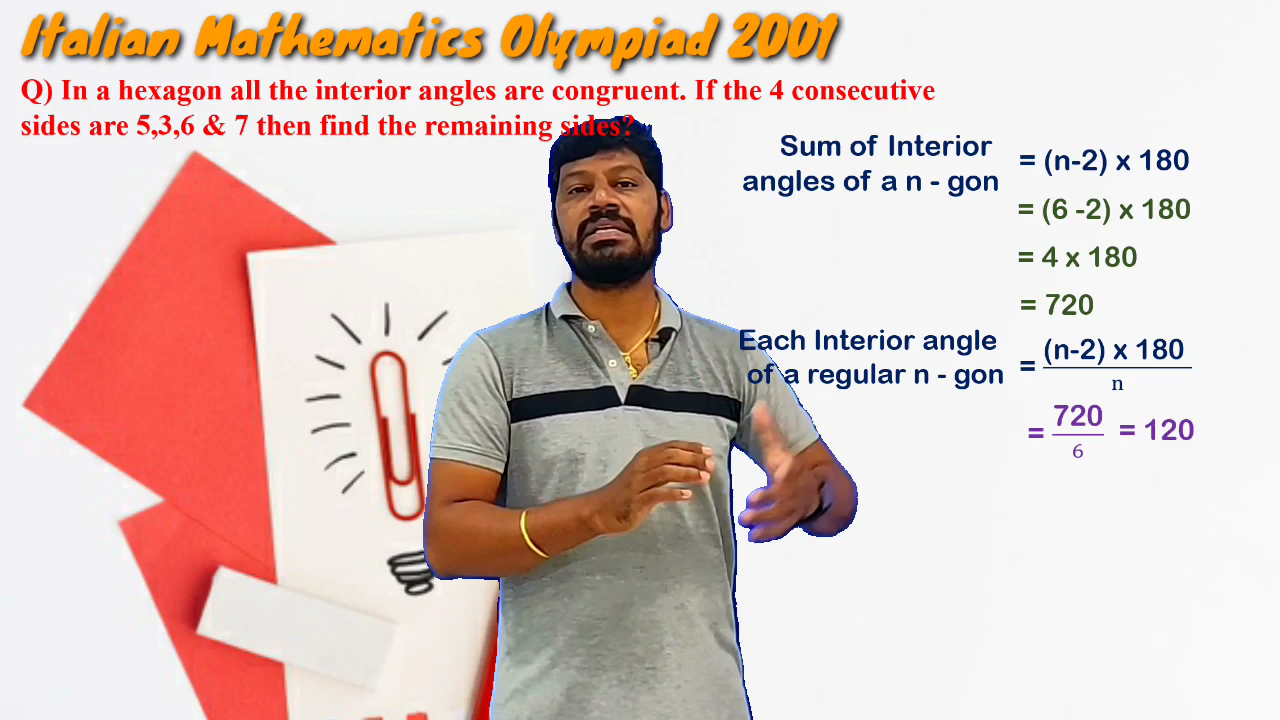 Italian Mathematics Olympiad 2001
Q) In a hexagon all the interior angles are congruent. If the 4 consecutive
sides are 5,3,6 & 7 then find the remaining sides?
Sum of Interior
angles of a n - gon
= (n-2) x 180
= (6 -2) x 180
= 4 x 180
= 720
Each Interior angle
of a regular n - gon
= (n-2) x 180
n
= 720
6
= 120